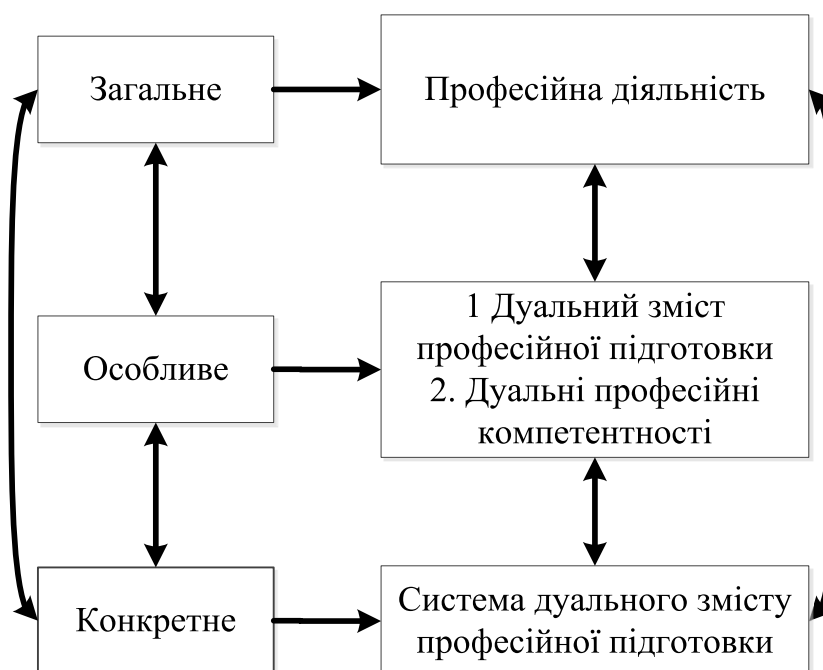 Загальне
Професійна діяльність
Особливе
1 Дуальний зміст
професійної підготовки
2. Дуальні професійні
компетентності
Конкретне
Система дуального змісту
професійної підготовки